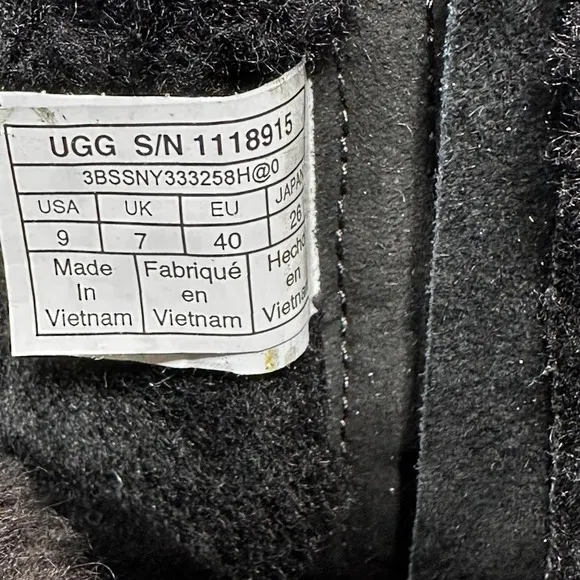 UGG S/N 1118915
3BSSNY333258H@0
USA UK EU JAPAN
9 7 40 26
Made Fabriqué Hecho
In en en
Vietnam Vietnam Vietnam